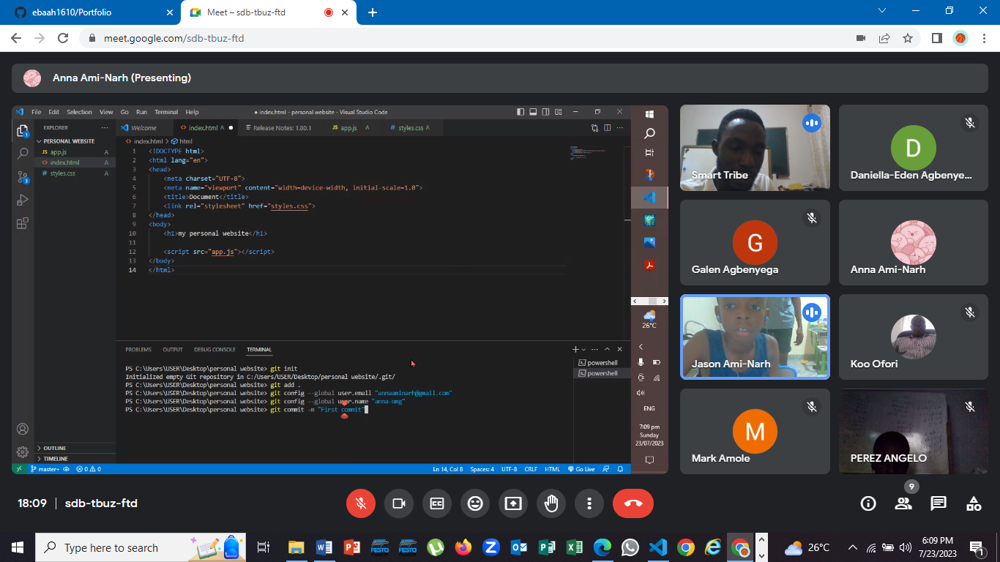 ebaah1610/Portfolio
Meet – sdb-tbuz-ftd
meet.google.com/sdb-tbuz-ftd
Anna Ami-Narh (Presenting)
File Edit Selection View Go Run Terminal Help
● index.html - personal website - Visual Studio Code
EXPLORER
Welcome
index.html A
Release Notes: 1.80.1
app.js A
styles.css A
PERSONAL WEBSITE
JS app.js A
<> index.html A
# styles.css A
index.html > html
1 <!DOCTYPE html>
2 <html lang="en">
3 <head>
4 <meta charset="UTF-8">
5 <meta name="viewport" content="width=device-width, initial-scale=1.0">
6 <title>Document</title>
7 <link rel="stylesheet" href="styles.css">
8 </head>
9 <body>
10 <h1>my personal website</h1>
11
12 <script src="app.js"></script>
13 </body>
14 </html>
PROBLEMS OUTPUT DEBUG CONSOLE TERMINAL
powershell
powershell
PS C:\Users\USER\Desktop\personal website> git init
Initialized empty Git repository in C:/Users/USER/Desktop/personal website/.git/
PS C:\Users\USER\Desktop\personal website> git add .
PS C:\Users\USER\Desktop\personal website> git config --global user.email "annaaminarh@gmail.com"
PS C:\Users\USER\Desktop\personal website> git config --global user.name "anna-omg"
PS C:\Users\USER\Desktop\personal website> git commit -m "First commit"
OUTLINE
TIMELINE
master+
0 0
Ln 14, Col 8 Spaces: 4 UTF-8 CRLF HTML Go Live
26°C
ENG
7:09 pm
Sunday
23/07/2023
Smart Tribe
D
Daniella-Eden Agbenye...
G
Galen Agbenyega
Anna Ami-Narh
Jason Ami-Narh
Koo Ofori
M
Mark Amole
PEREZ ANGELO
18:09 | sdb-tbuz-ftd
9
Type here to search
FESTO
FESTO
26°C
6:09 PM
7/23/2023
1